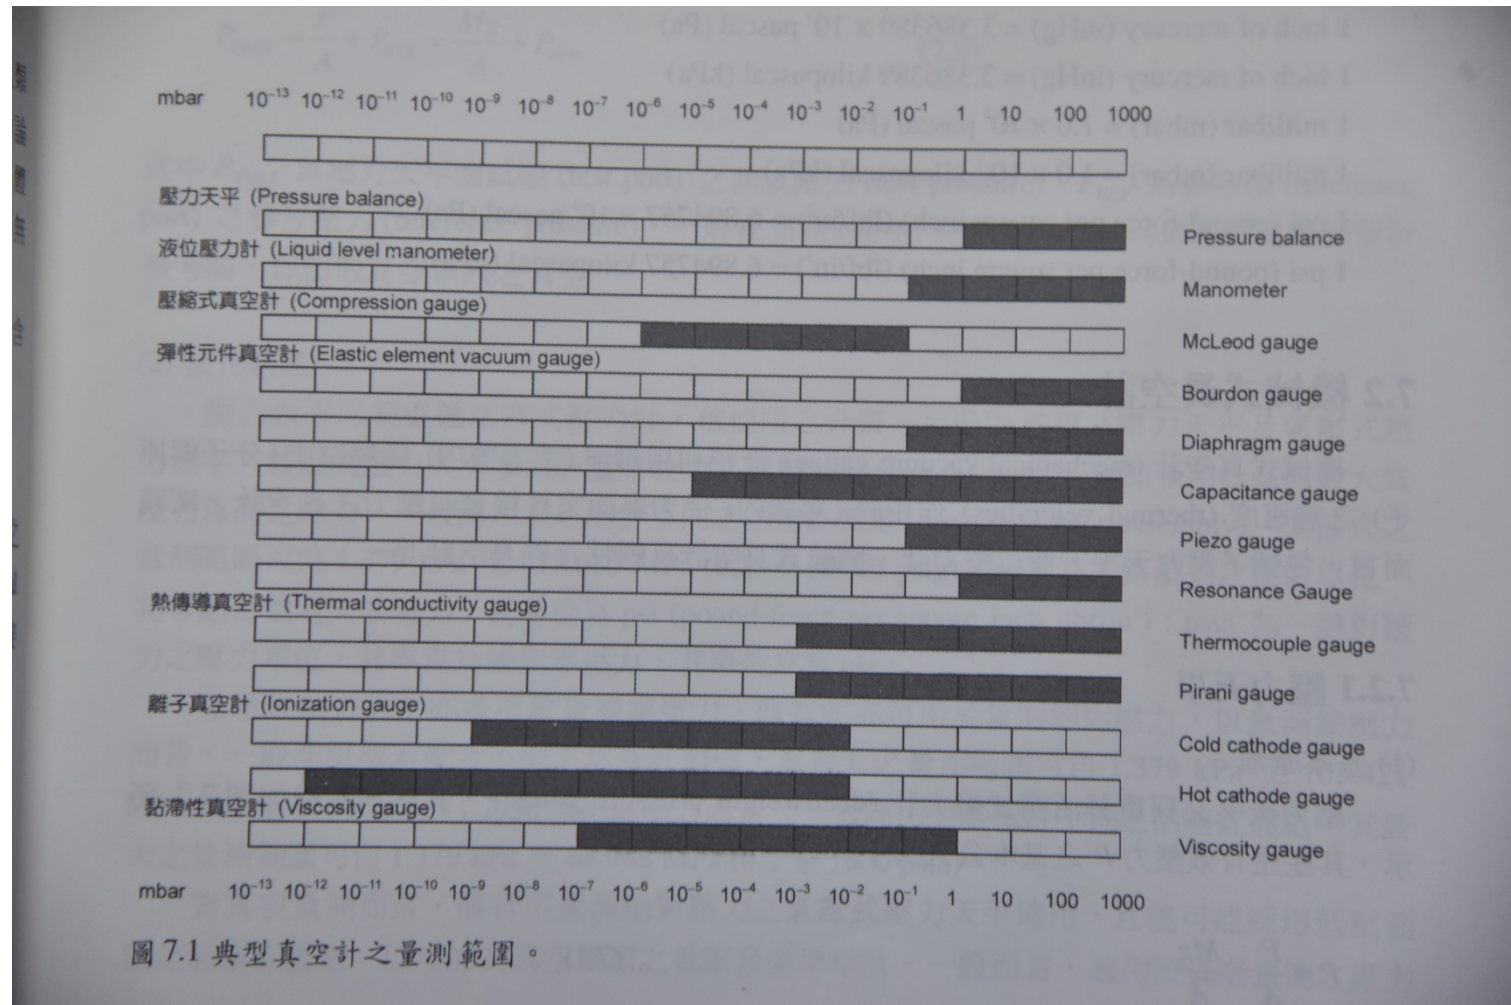 mbar 10⁻¹³ 10⁻¹² 10⁻¹¹ 10⁻¹⁰ 10⁻⁹ 10⁻⁸ 10⁻⁷ 10⁻⁶ 10⁻⁵ 10⁻⁴ 10⁻³ 10⁻² 10⁻¹ 1 10 100 1000
壓力天平 (Pressure balance)
Pressure balance
液位壓力計 (Liquid level manometer)
Manometer
壓縮式真空計 (Compression gauge)
McLeod gauge
彈性元件真空計 (Elastic element vacuum gauge)
Bourdon gauge
Diaphragm gauge
Capacitance gauge
Piezo gauge
Resonance Gauge
熱傳導真空計 (Thermal conductivity gauge)
Thermocouple gauge
Pirani gauge
離子真空計 (Ionization gauge)
Cold cathode gauge
Hot cathode gauge
黏滯性真空計 (Viscosity gauge)
Viscosity gauge
mbar 10⁻¹³ 10⁻¹² 10⁻¹¹ 10⁻¹⁰ 10⁻⁹ 10⁻⁸ 10⁻⁷ 10⁻⁶ 10⁻⁵ 10⁻⁴ 10⁻³ 10⁻² 10⁻¹ 1 10 100 1000
圖 7.1 典型真空計之量測範圍。